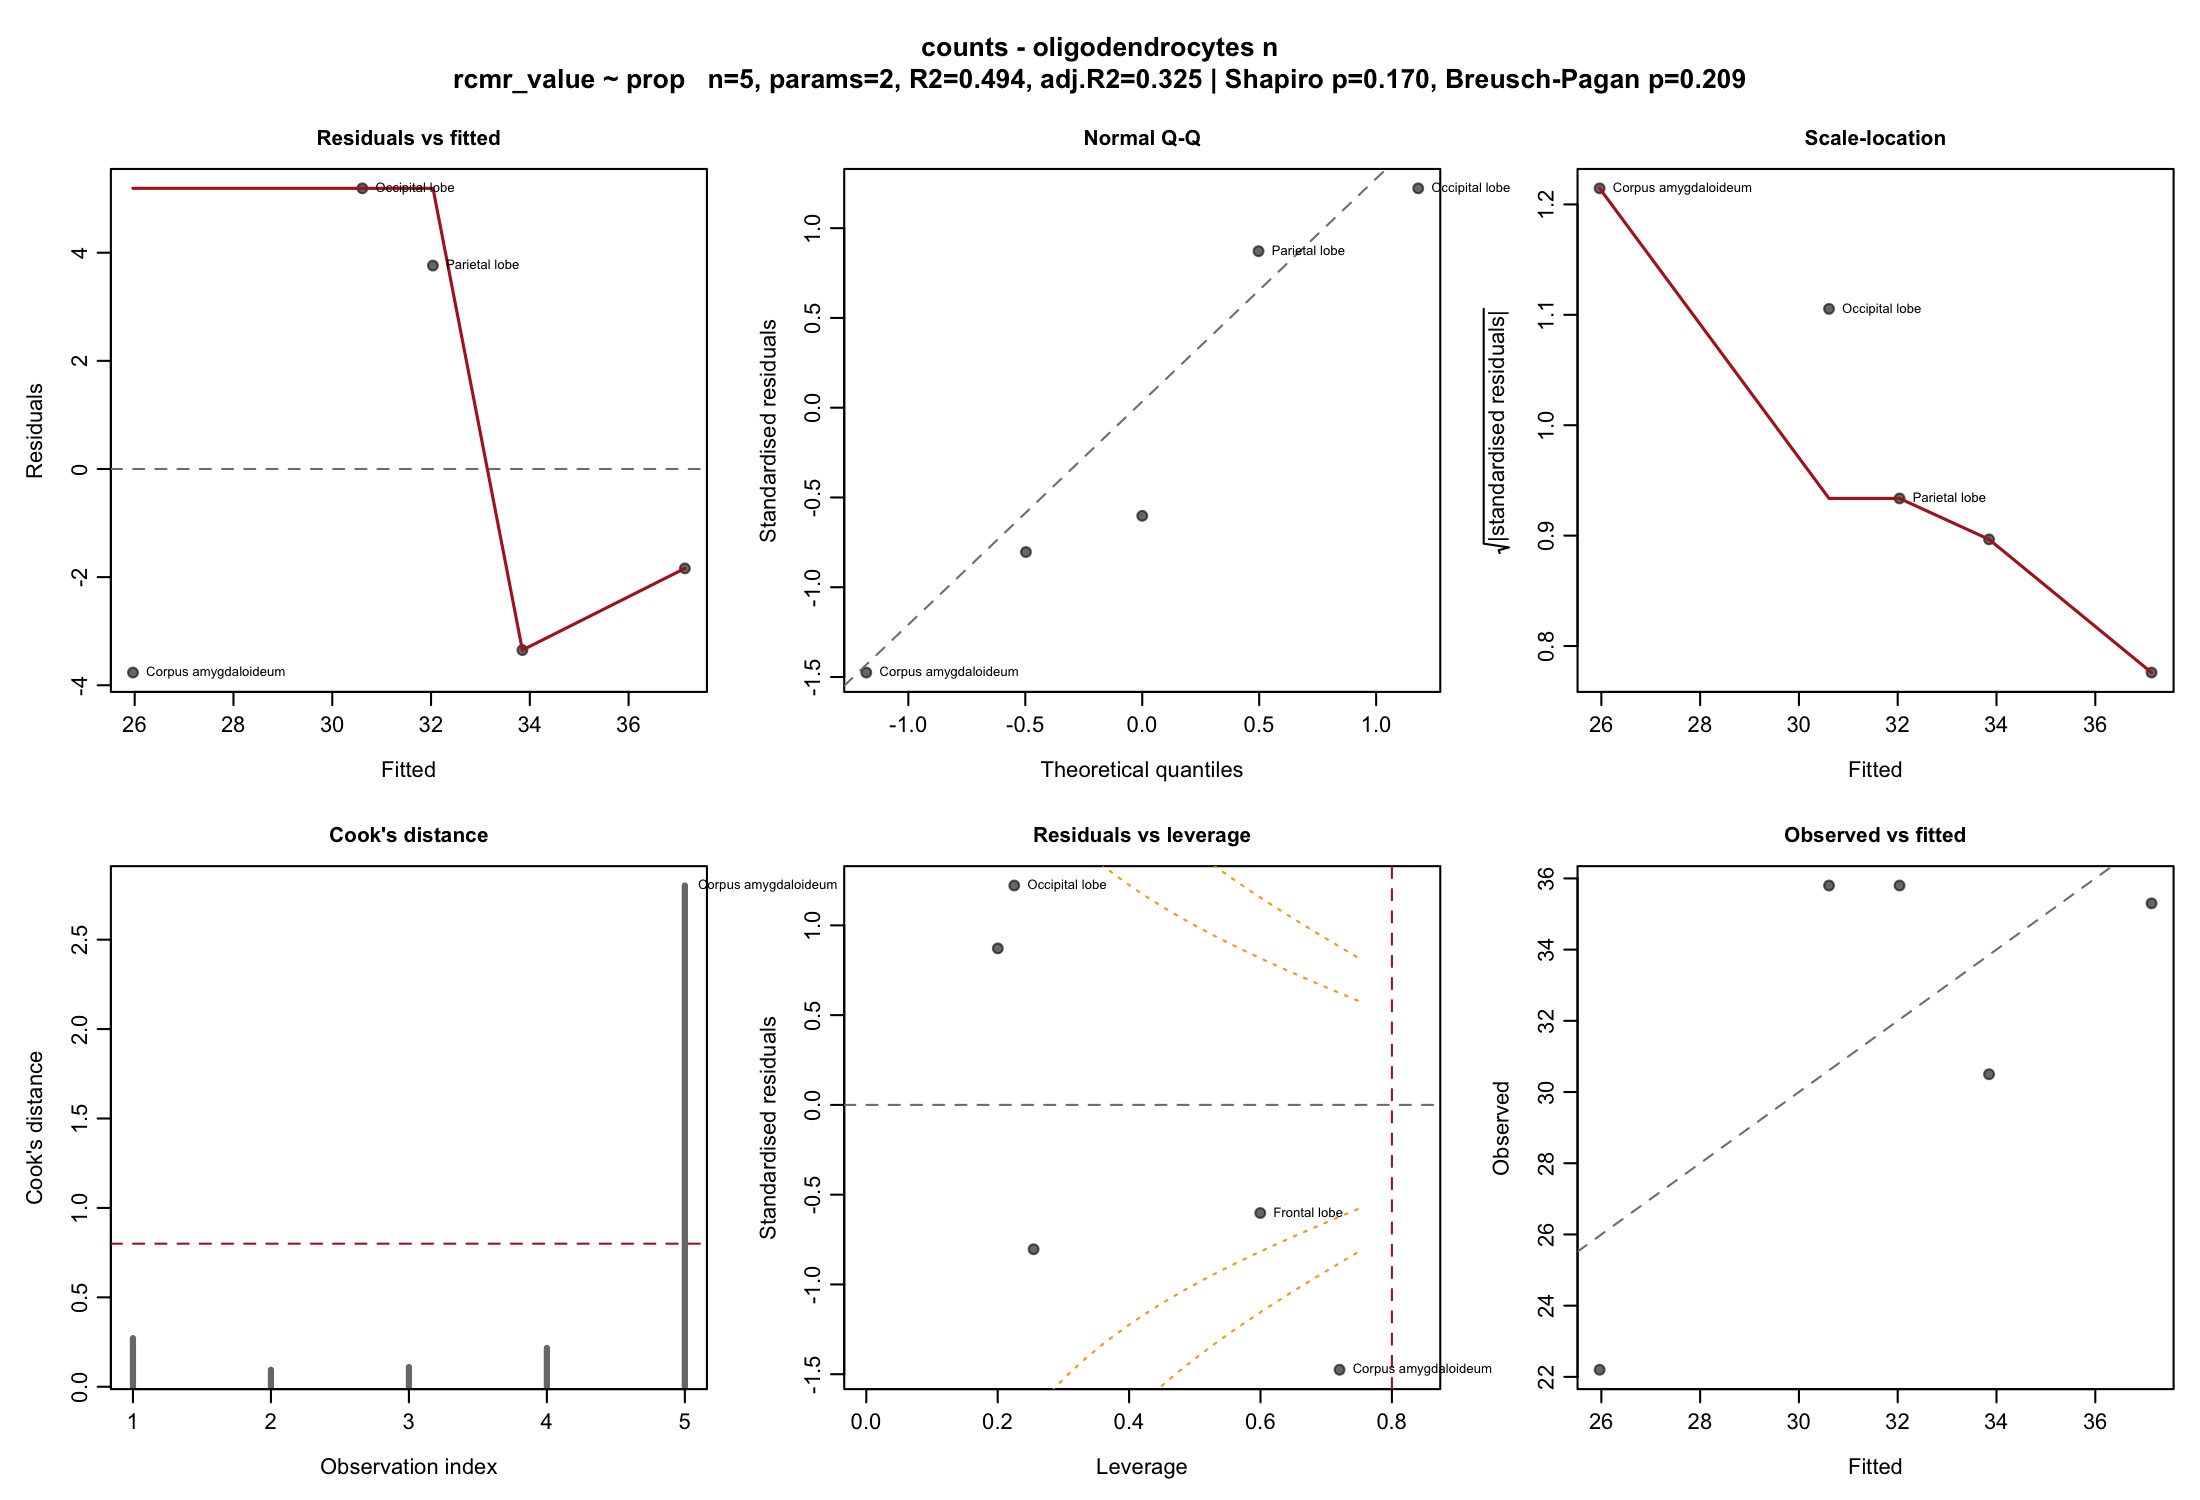 counts - oligodendrocytes n
rcmr_value ~ prop   n=5, params=2, R2=0.494, adj.R2=0.325 | Shapiro p=0.170, Breusch-Pagan p=0.209
Residuals vs fitted
Residuals
4
2
0
-2
-4
Occipital lobe
Parietal lobe
Corpus amygdaloideum
26 28 30 32 34 36
Fitted
Normal Q-Q
Standardised residuals
1.0
0.5
0.0
-0.5
-1.0
-1.5
Occipital lobe
Parietal lobe
Corpus amygdaloideum
-1.0 -0.5 0.0 0.5 1.0
Theoretical quantiles
Scale-location
√|standardised residuals|
1.2
1.1
1.0
0.9
0.8
Corpus amygdaloideum
Occipital lobe
Parietal lobe
26 28 30 32 34 36
Fitted
Cook's distance
Cook's distance
2.5
2.0
1.5
1.0
0.5
0.0
Corpus amygdaloideum
1 2 3 4 5
Observation index
Residuals vs leverage
Standardised residuals
1.0
0.5
0.0
-0.5
-1.0
-1.5
Occipital lobe
Frontal lobe
Corpus amygdaloideum
0.0 0.2 0.4 0.6 0.8
Leverage
Observed vs fitted
Observed
36
34
32
30
28
26
24
22
26 28 30 32 34 36
Fitted